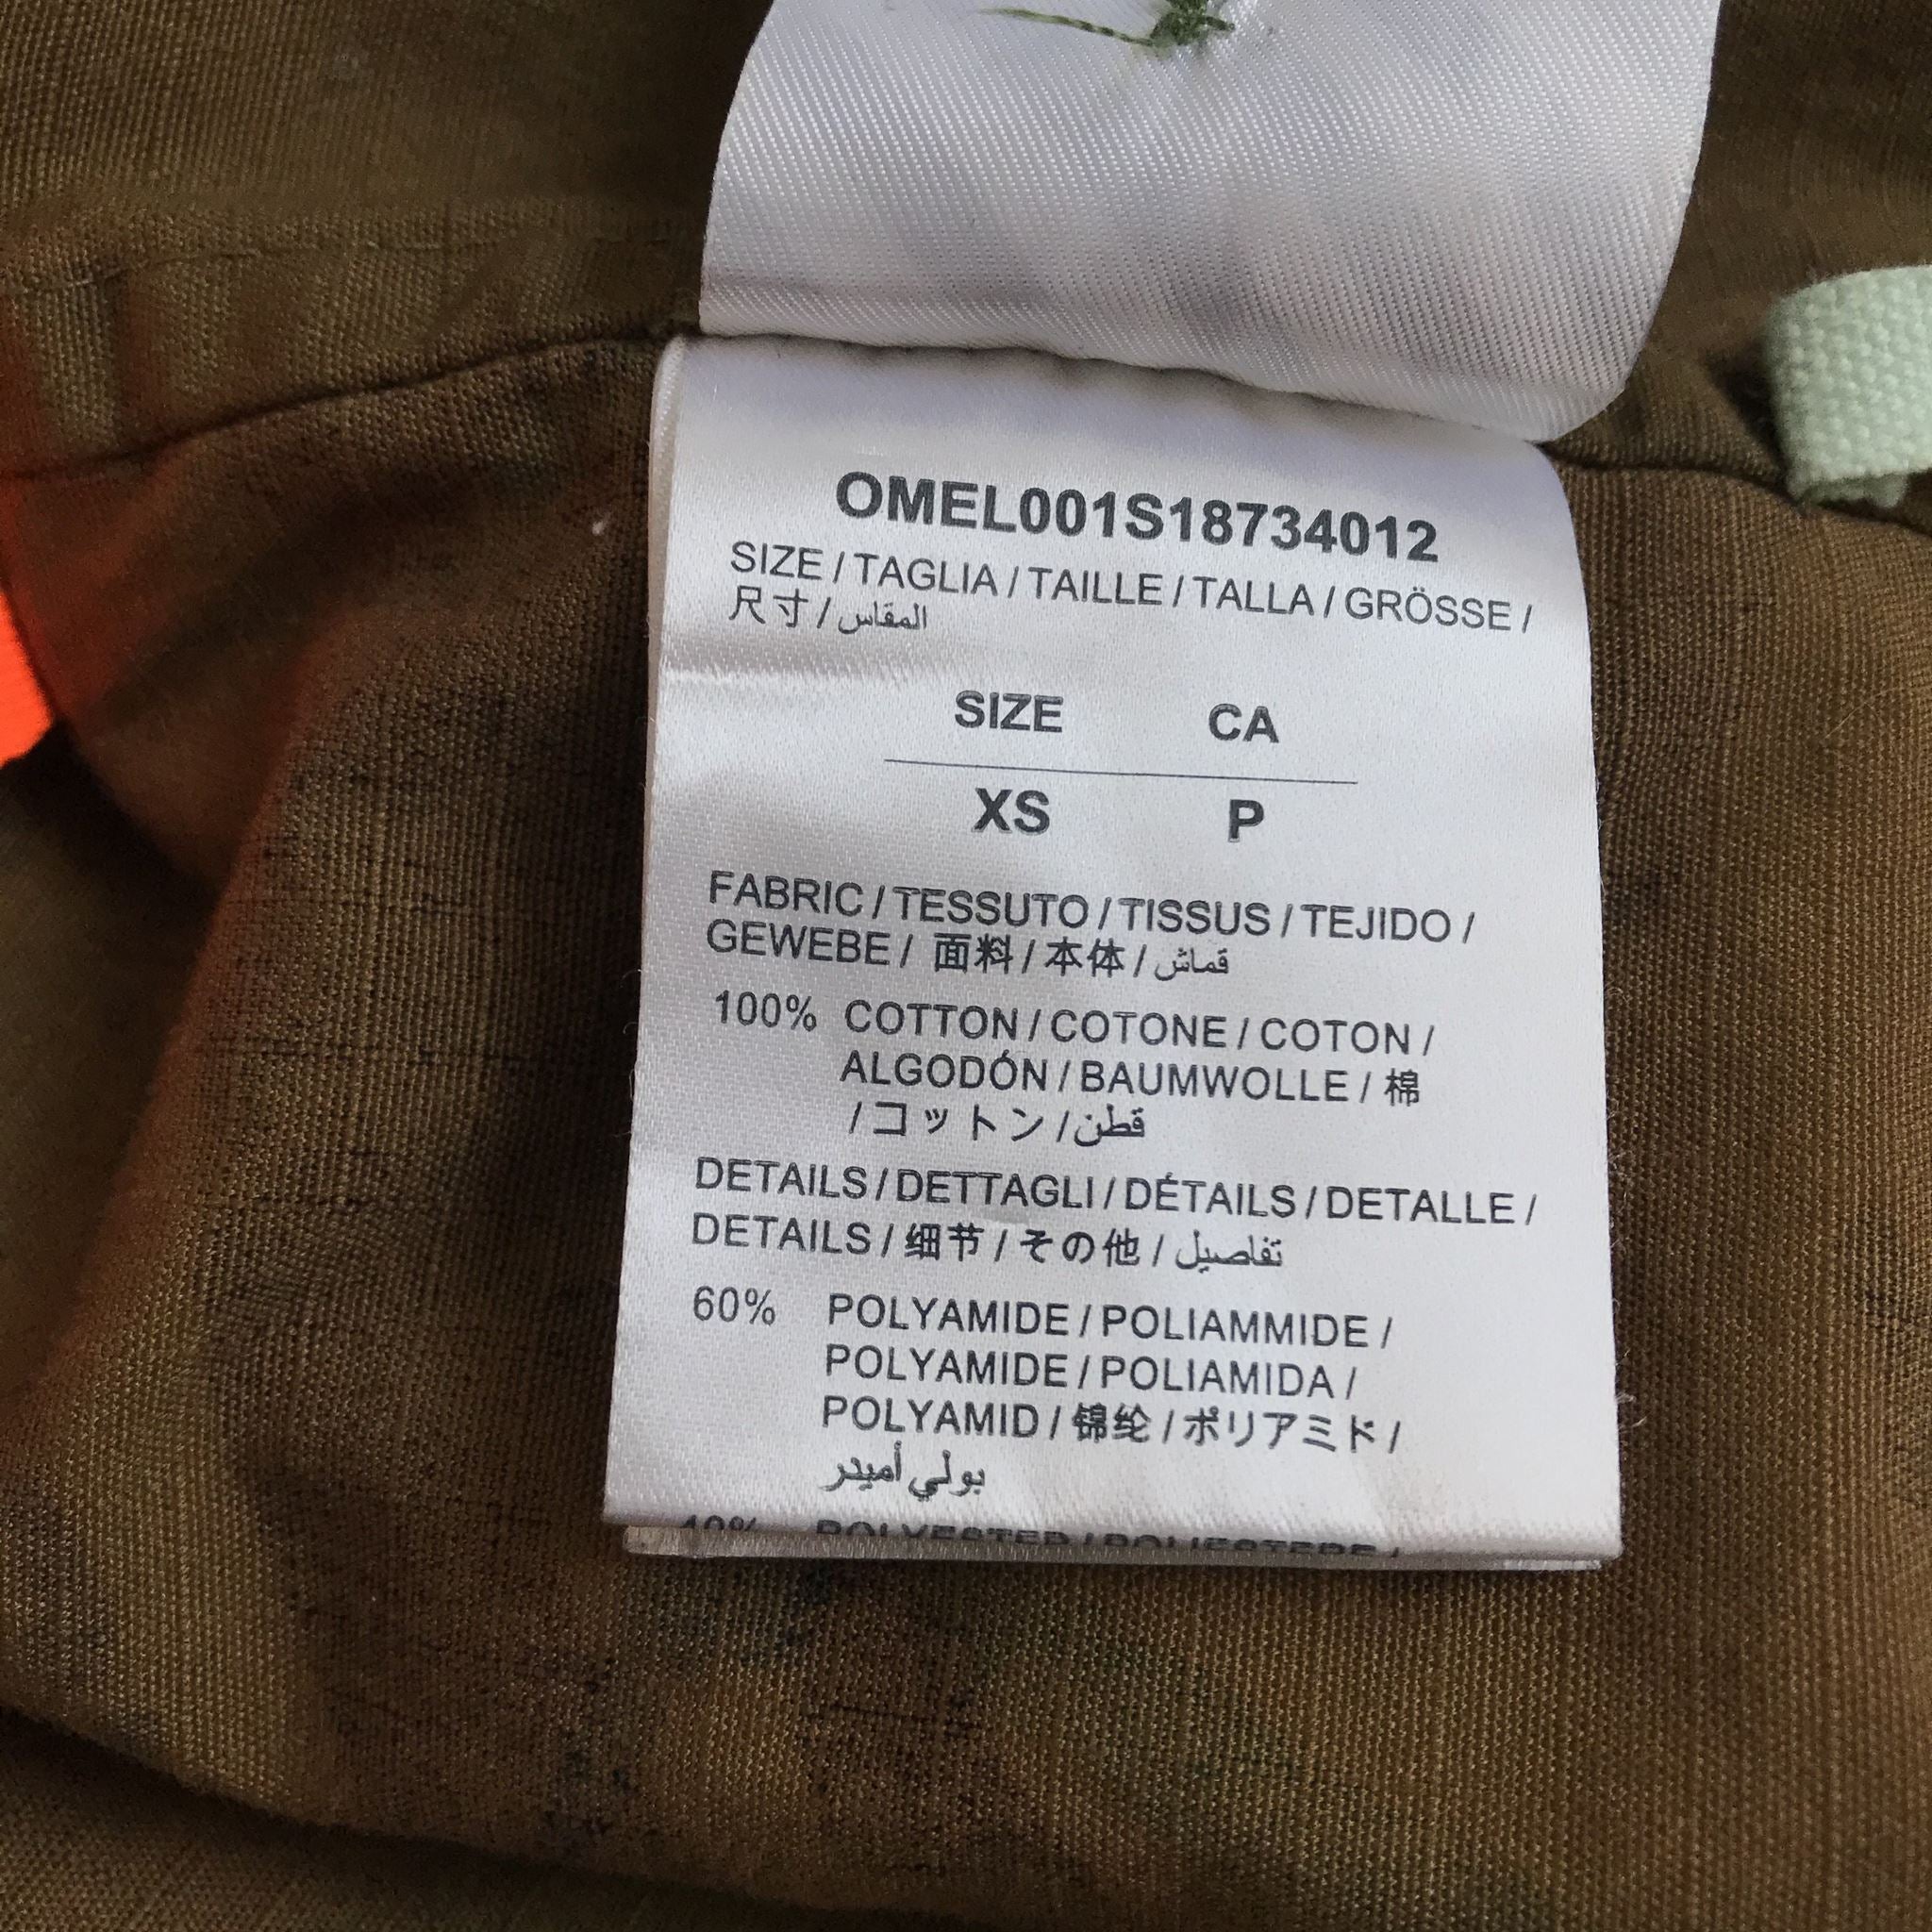 OMEL001S18734012
SIZE / TAGLIA / TAILLE / TALLA / GRÖSSE /
尺寸 / المقاس
SIZE CA
XS P
FABRIC / TESSUTO / TISSUS / TEJIDO /
GEWEBE / 面料 / 本体 / قماش
100% COTTON / COTONE / COTON /
ALGODÓN / BAUMWOLLE / 棉
/ コットン / قطن
DETAILS / DETTAGLI / DÉTAILS / DETALLE /
DETAILS / 细节 / その他 / تفاصيل
60% POLYAMIDE / POLIAMMIDE /
POLYAMIDE / POLIAMIDA /
POLYAMID / 锦纶 / ポリアミド /
بولي أميدر
40% POLYESTER / POLIESTERE /